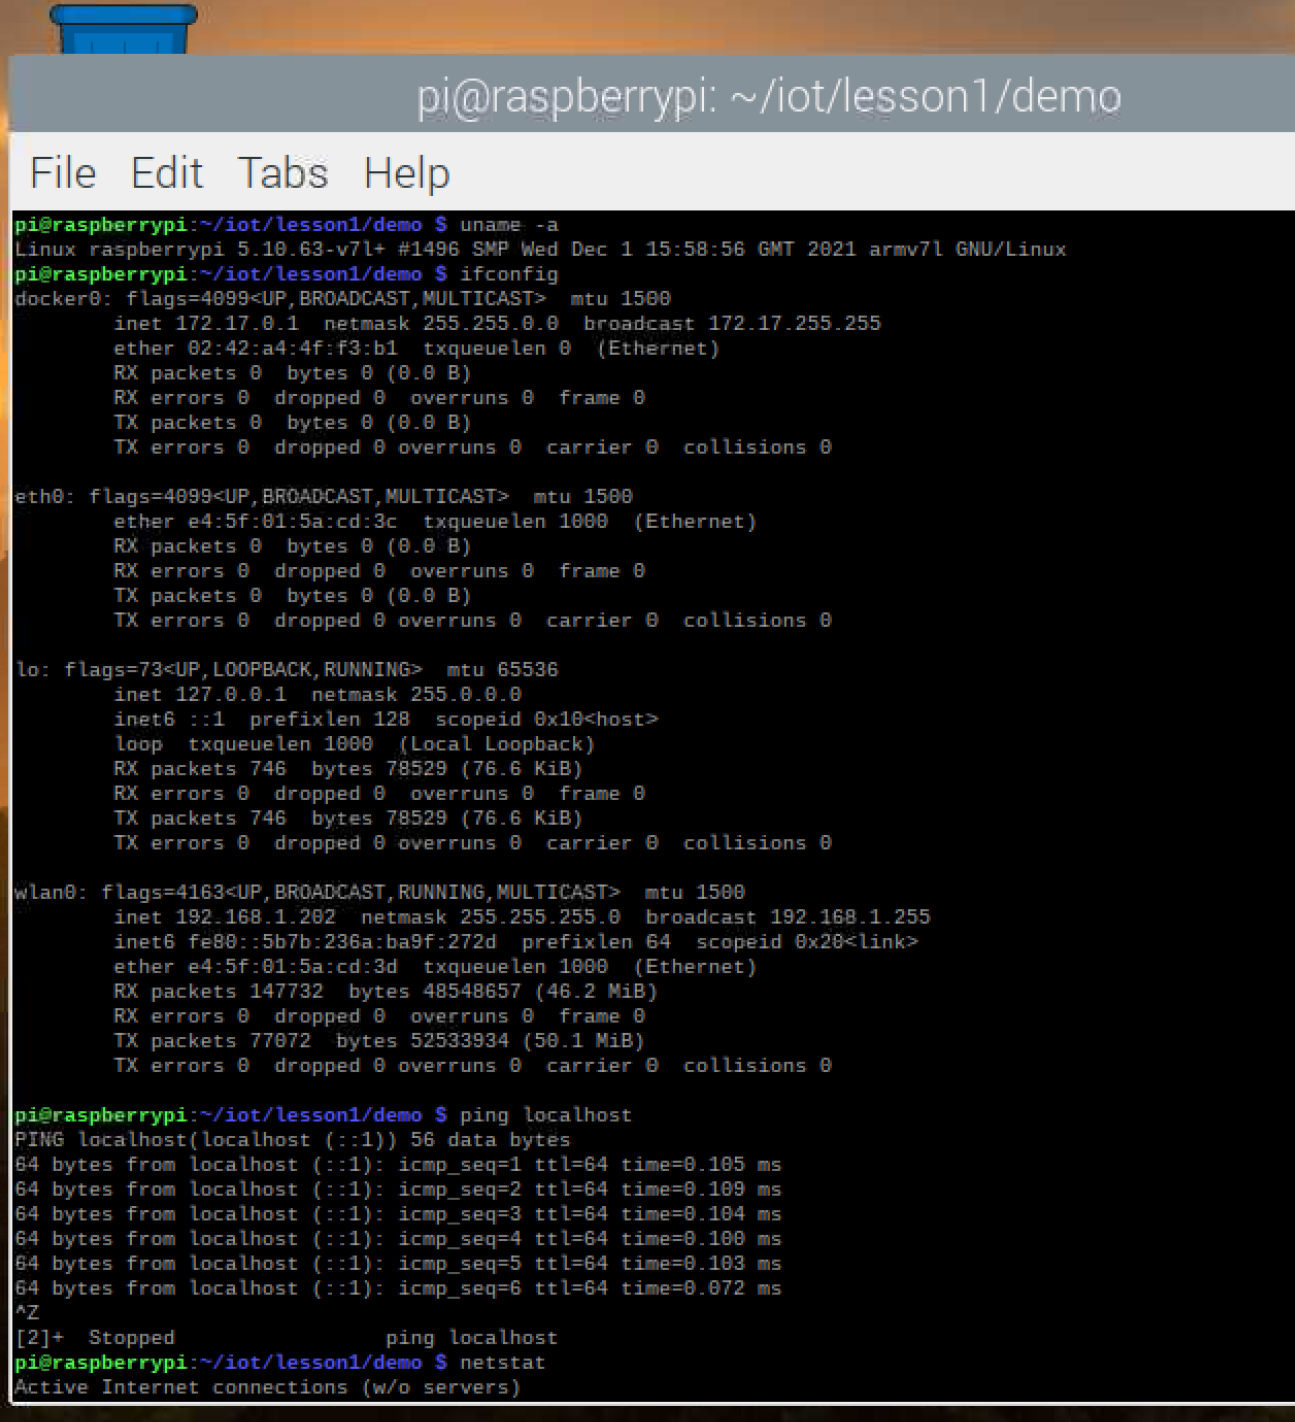 pi@raspberrypi: ~/iot/lesson1/demo
File Edit Tabs Help
pi@raspberrypi:~/iot/lesson1/demo $ uname -a
Linux raspberrypi 5.10.63-v7l+ #1496 SMP Wed Dec 1 15:58:56 GMT 2021 armv7l GNU/Linux
pi@raspberrypi:~/iot/lesson1/demo $ ifconfig
docker0: flags=4099<UP,BROADCAST,MULTICAST>  mtu 1500
        inet 172.17.0.1  netmask 255.255.0.0  broadcast 172.17.255.255
        ether 02:42:a4:4f:f3:b1  txqueuelen 0  (Ethernet)
        RX packets 0  bytes 0 (0.0 B)
        RX errors 0  dropped 0  overruns 0  frame 0
        TX packets 0  bytes 0 (0.0 B)
        TX errors 0  dropped 0 overruns 0  carrier 0  collisions 0
eth0: flags=4099<UP,BROADCAST,MULTICAST>  mtu 1500
        ether e4:5f:01:5a:cd:3c  txqueuelen 1000  (Ethernet)
        RX packets 0  bytes 0 (0.0 B)
        RX errors 0  dropped 0  overruns 0  frame 0
        TX packets 0  bytes 0 (0.0 B)
        TX errors 0  dropped 0 overruns 0  carrier 0  collisions 0
lo: flags=73<UP,LOOPBACK,RUNNING>  mtu 65536
        inet 127.0.0.1  netmask 255.0.0.0
        inet6 ::1  prefixlen 128  scopeid 0x10<host>
        loop  txqueuelen 1000  (Local Loopback)
        RX packets 746  bytes 78529 (76.6 KiB)
        RX errors 0  dropped 0  overruns 0  frame 0
        TX packets 746  bytes 78529 (76.6 KiB)
        TX errors 0  dropped 0 overruns 0  carrier 0  collisions 0
wlan0: flags=4163<UP,BROADCAST,RUNNING,MULTICAST>  mtu 1500
        inet 192.168.1.202  netmask 255.255.255.0  broadcast 192.168.1.255
        inet6 fe80::5b7b:236a:ba9f:272d  prefixlen 64  scopeid 0x20<link>
        ether e4:5f:01:5a:cd:3d  txqueuelen 1000  (Ethernet)
        RX packets 147732  bytes 48548657 (46.2 MiB)
        RX errors 0  dropped 0  overruns 0  frame 0
        TX packets 77072  bytes 52533934 (50.1 MiB)
        TX errors 0  dropped 0 overruns 0  carrier 0  collisions 0
pi@raspberrypi:~/iot/lesson1/demo $ ping localhost
PING localhost(localhost (::1)) 56 data bytes
64 bytes from localhost (::1): icmp_seq=1 ttl=64 time=0.105 ms
64 bytes from localhost (::1): icmp_seq=2 ttl=64 time=0.109 ms
64 bytes from localhost (::1): icmp_seq=3 ttl=64 time=0.104 ms
64 bytes from localhost (::1): icmp_seq=4 ttl=64 time=0.100 ms
64 bytes from localhost (::1): icmp_seq=5 ttl=64 time=0.103 ms
64 bytes from localhost (::1): icmp_seq=6 ttl=64 time=0.072 ms
^Z
[2]+  Stopped                 ping localhost
pi@raspberrypi:~/iot/lesson1/demo $ netstat
Active Internet connections (w/o servers)